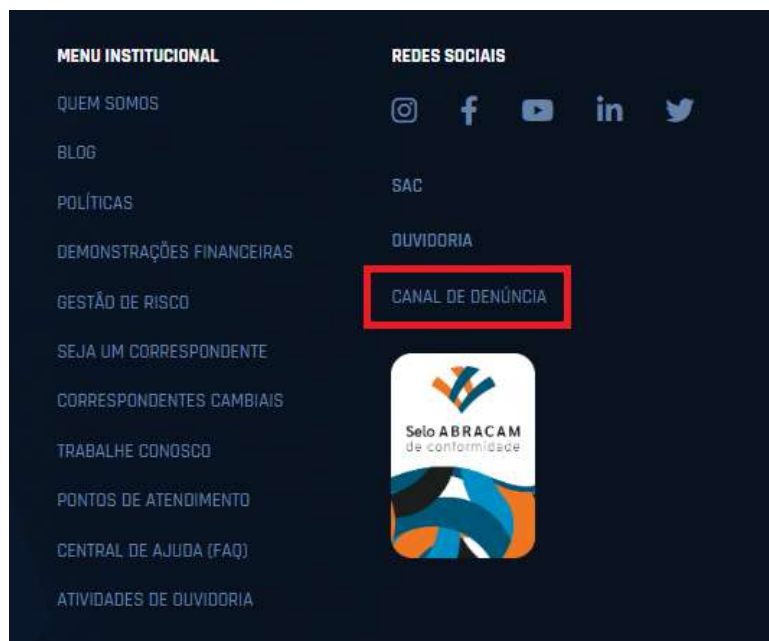 MENU INSTITUCIONAL
QUEM SOMOS
BLOG
POLÍTICAS
DEMONSTRAÇÕES FINANCEIRAS
GESTÃO DE RISCO
SEJA UM CORRESPONDENTE
CORRESPONDENTES CAMBIAIS
TRABALHE CONOSCO
PONTOS DE ATENDIMENTO
CENTRAL DE AJUDA (FAQ)
ATIVIDADES DE OUVIDORIA
REDES SOCIAIS
SAC
OUVIDORIA
CANAL DE DENÚNCIA
Selo ABRACAM
de conformidade